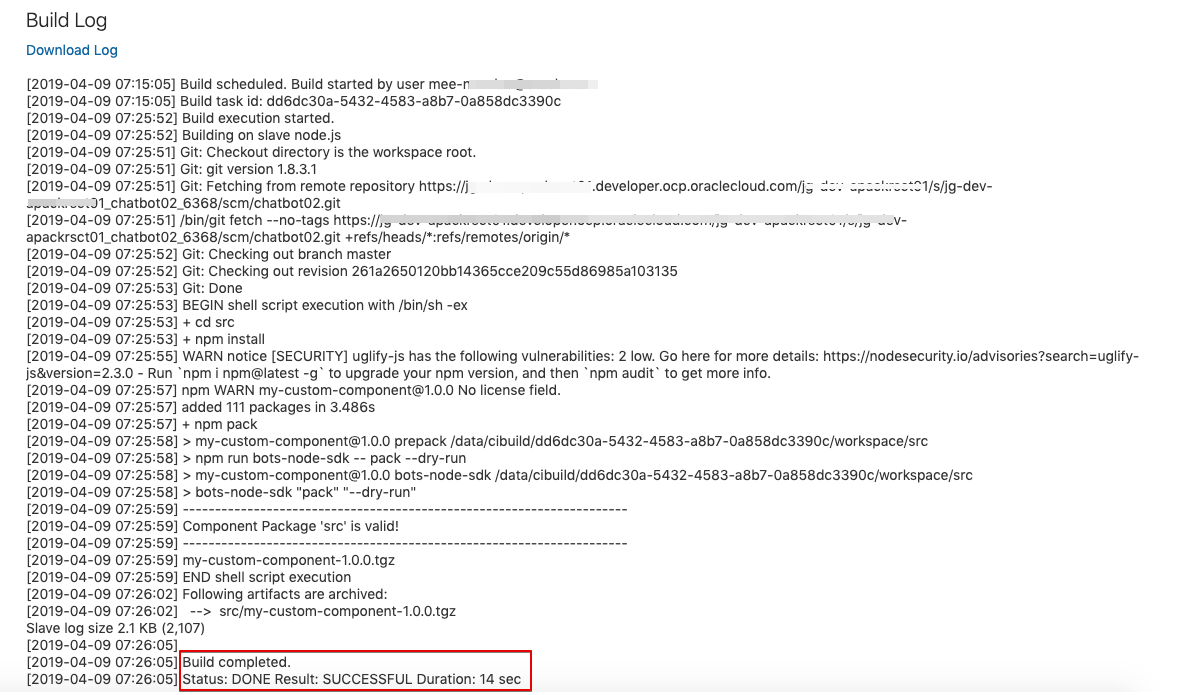 Build Log
Download Log
[2019-04-09 07:15:05] Build scheduled. Build started by user
[2019-04-09 07:15:05] Build task id: dd6dc30a-5432-4583-a8b7-0a858dc3390c
[2019-04-09 07:25:52] Build execution started.
[2019-04-09 07:25:52] Building on slave node.js
[2019-04-09 07:25:51] Git: Checkout directory is the workspace root.
[2019-04-09 07:25:51] Git: git version 1.8.3.1
[2019-04-09 07:25:51] Git: Fetching from remote repository .developer.ocp.oraclecloud.com/ /s/jg-dev-
_chatbot02_6368/scm/chatbot02.git
[2019-04-09 07:25:51] /bin/git fetch --no-tags
apackrsct01_chatbot02_6368/scm/chatbot02.git +refs/heads/*:refs/remotes/origin/*
[2019-04-09 07:25:52] Git: Checking out branch master
[2019-04-09 07:25:52] Git: Checking out revision 261a2650120bb14365cce209c55d86985a103135
[2019-04-09 07:25:53] Git: Done
[2019-04-09 07:25:53] BEGIN shell script execution with /bin/sh -ex
[2019-04-09 07:25:53] + cd src
[2019-04-09 07:25:53] + npm install
[2019-04-09 07:25:55] WARN notice [SECURITY] uglify-js has the following vulnerabilities: 2 low. Go here for more details: https://nodesecurity.io/advisories?search=uglify-
js&version=2.3.0 - Run `npm i npm@latest -g` to upgrade your npm version, and then `npm audit` to get more info.
[2019-04-09 07:25:57] npm WARN my-custom-component@1.0.0 No license field.
[2019-04-09 07:25:57] added 111 packages in 3.486s
[2019-04-09 07:25:57] + npm pack
[2019-04-09 07:25:58] > my-custom-component@1.0.0 prepack /data/cibuild/dd6dc30a-5432-4583-a8b7-0a858dc3390c/workspace/src
[2019-04-09 07:25:58] > npm run bots-node-sdk -- pack --dry-run
[2019-04-09 07:25:58] > my-custom-component@1.0.0 bots-node-sdk /data/cibuild/dd6dc30a-5432-4583-a8b7-0a858dc3390c/workspace/src
[2019-04-09 07:25:58] > bots-node-sdk "pack" "--dry-run"
[2019-04-09 07:25:59] -------------------------------------------------------------------
[2019-04-09 07:25:59] Component Package 'src' is valid!
[2019-04-09 07:25:59] -------------------------------------------------------------------
[2019-04-09 07:25:59] my-custom-component-1.0.0.tgz
[2019-04-09 07:25:59] END shell script execution
[2019-04-09 07:26:02] Following artifacts are archived:
[2019-04-09 07:26:02] --> src/my-custom-component-1.0.0.tgz
Slave log size 2.1 KB (2,107)
[2019-04-09 07:26:05]
[2019-04-09 07:26:05] Build completed.
[2019-04-09 07:26:05] Status: DONE Result: SUCCESSFUL Duration: 14 sec